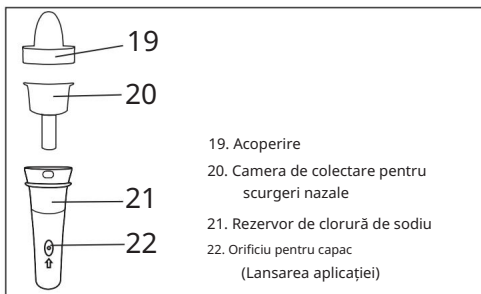 19
20
21
22
19. Acoperire
20. Camera de colectare pentru
scurgeri nazale
21. Rezervor de clorură de sodiu
22. Orificiu pentru capac
(Lansarea aplicației)